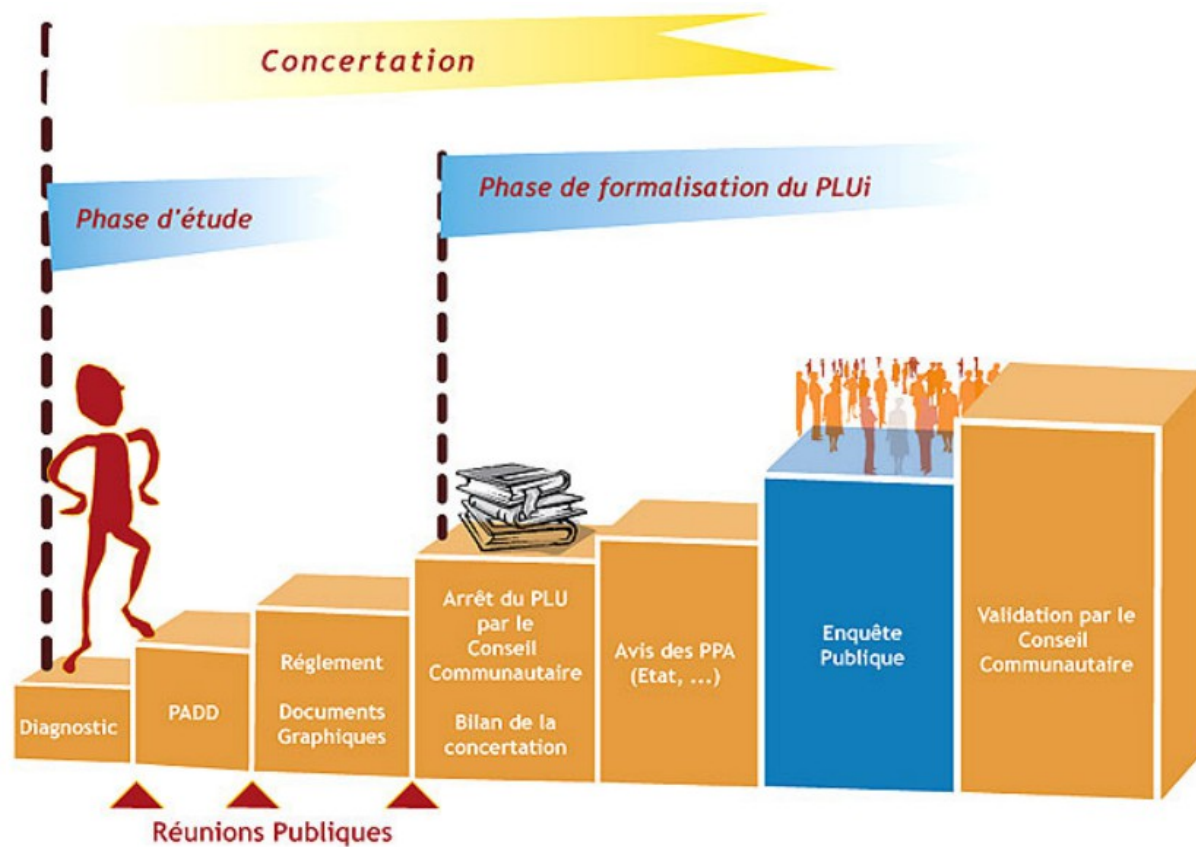 Concertation
Phase d'étude
Phase de formalisation du PLUi
Diagnostic
PADD
Réglement
Documents
Graphiques
Arrêt du PLU
par le
Conseil
Communautaire
Bilan de la
concertation
Avis des PPA
(Etat, ...)
Enquête
Publique
Validation par le
Conseil
Communautaire
Réunions Publiques